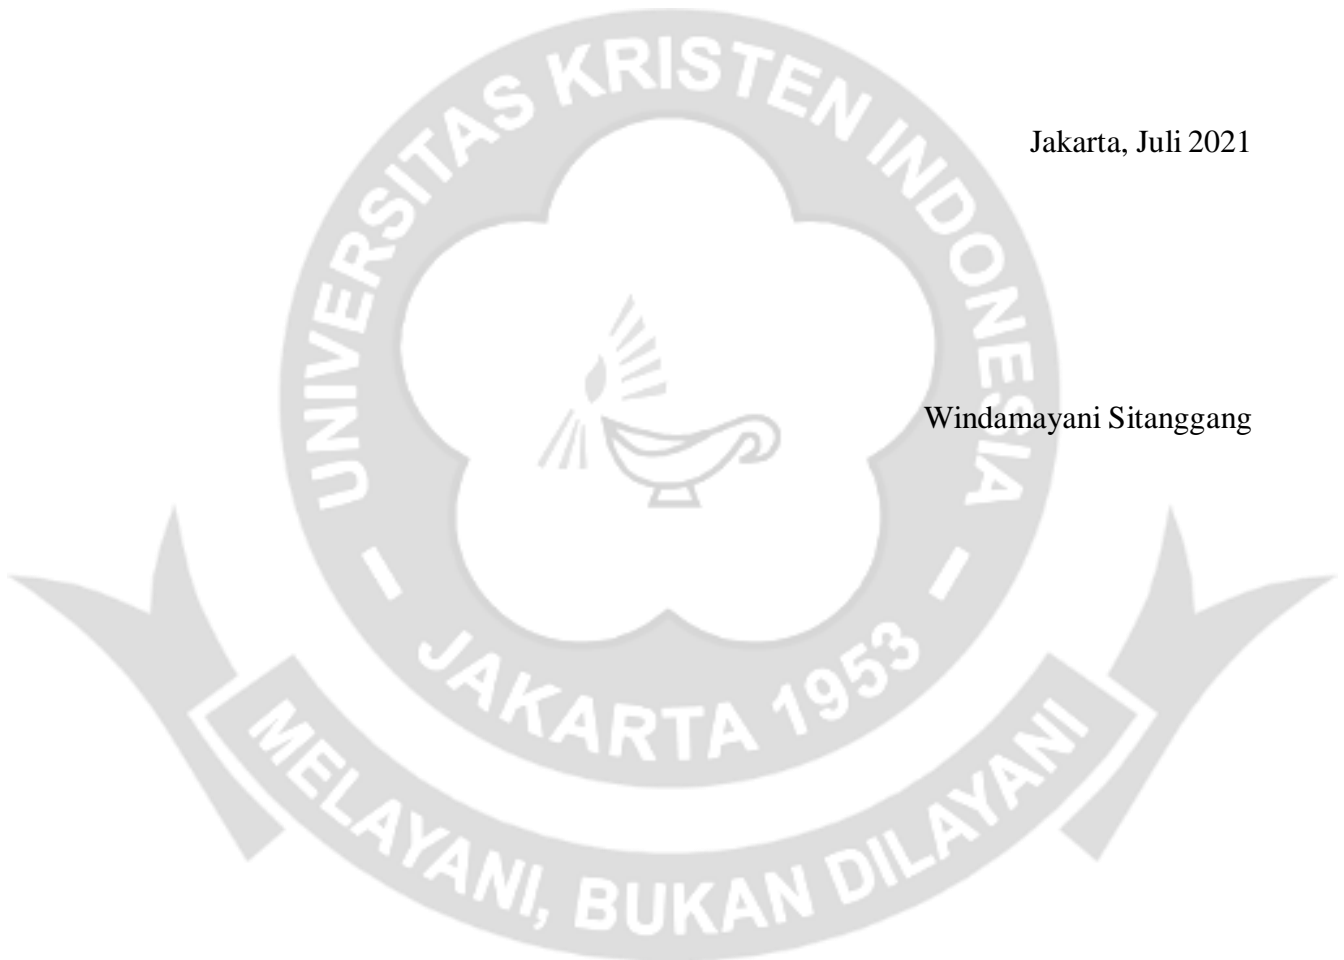 UNIVERSITAS KRISTEN INDONESIA
Jakarta, Juli 2021
Windamayani Sitanggang
- JAKARTA 1953 -
MELAYANI, BUKAN DILAYANI